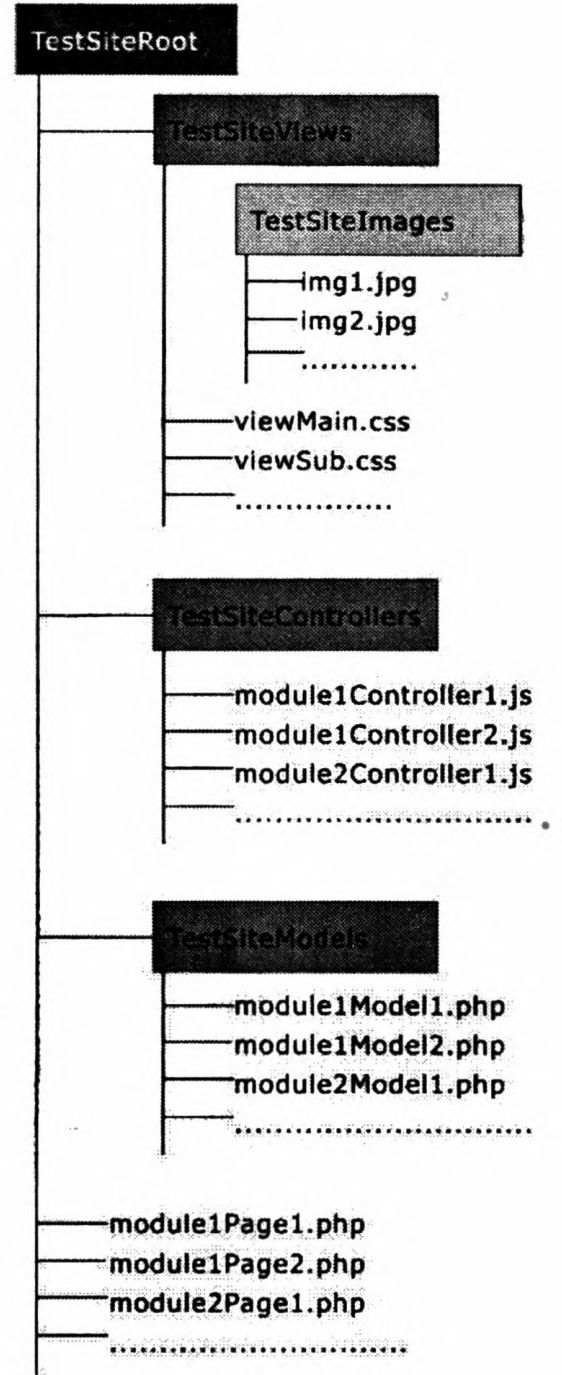 TestSiteRoot
TestSiteViews
TestSiteImages
img1.jpg
img2.jpg
..............
viewMain.css
viewSub.css
..................
TestSiteControllers
module1Controller1.js
module1Controller2.js
module2Controller1.js
..................................
TestSiteModels
module1Model1.php
module1Model2.php
module2Model1.php
..................................
module1Page1.php
module1Page2.php
module2Page1.php
..................................